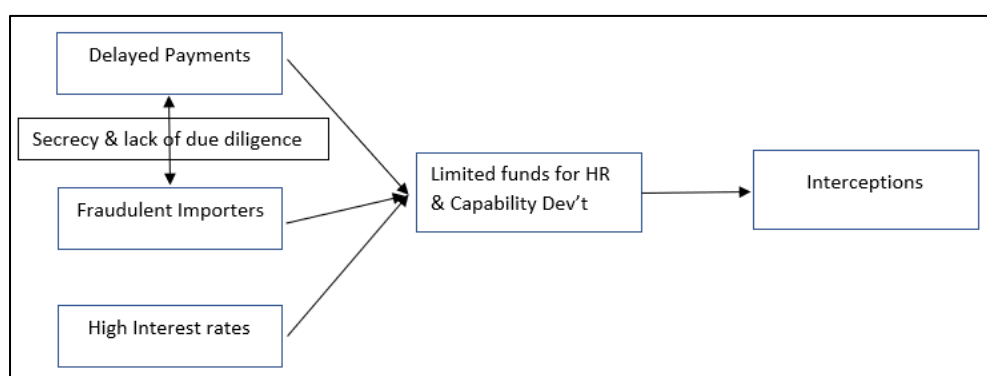 Delayed Payments
Secrecy & lack of due diligence
Fraudulent Importers
High Interest rates
Limited funds for HR
& Capability Dev't
Interceptions